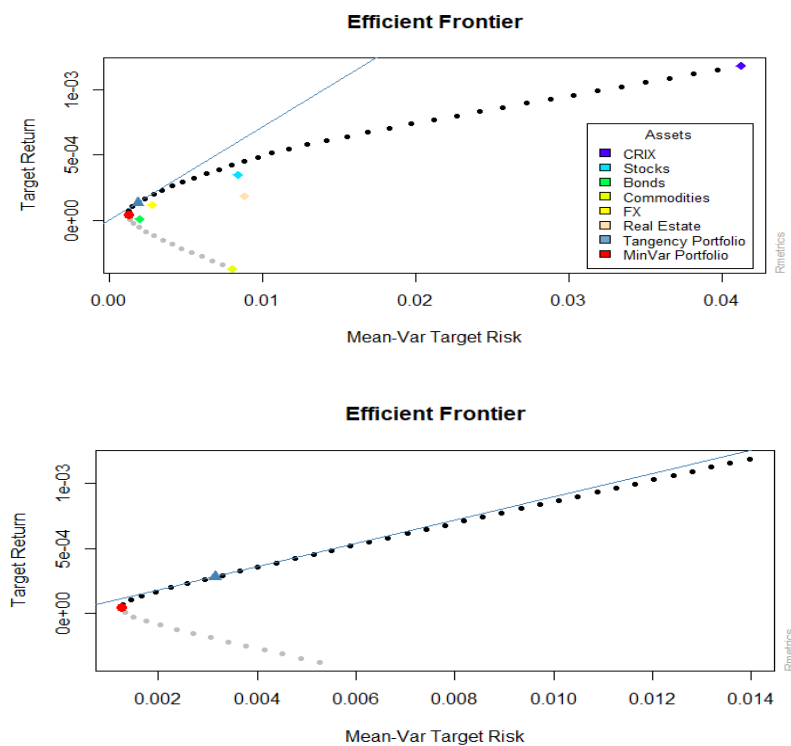 Efficient Frontier
Target Return
1e-03
5e-04
0e+00
Assets
CRIX
Stocks
Bonds
Commodities
FX
Real Estate
Tangency Portfolio
MinVar Portfolio
Rmetrics
0.00 0.01 0.02 0.03 0.04
Mean-Var Target Risk
Efficient Frontier
Target Return
1e-03
5e-04
0e+00
Rmetrics
0.002 0.004 0.006 0.008 0.010 0.012 0.014
Mean-Var Target Risk